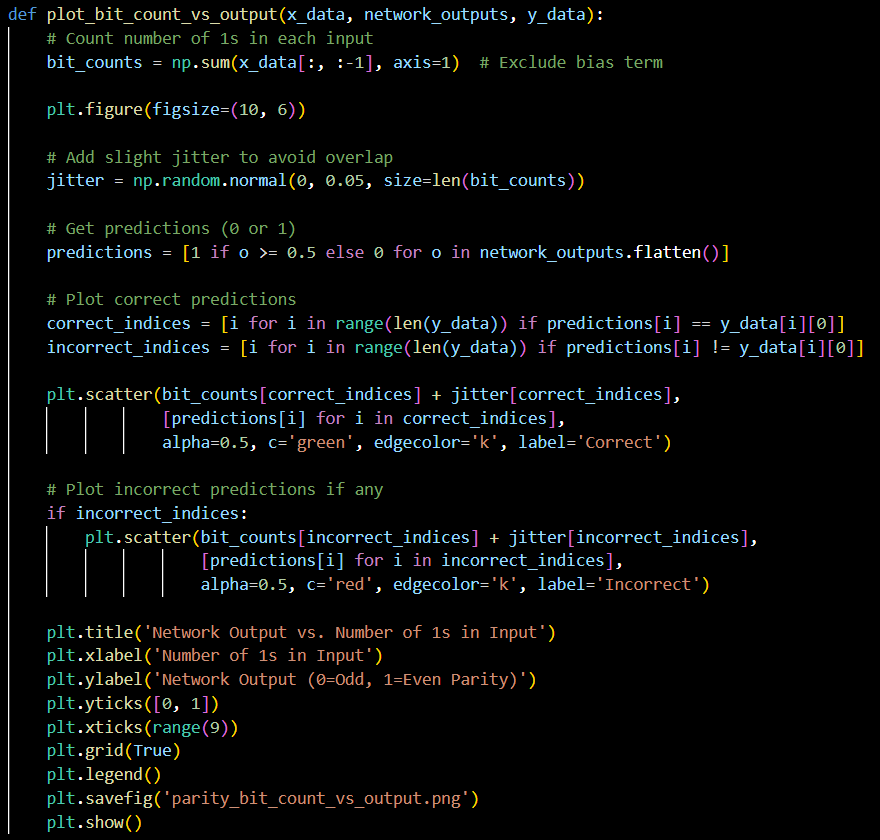 def plot_bit_count_vs_output(x_data, network_outputs, y_data):
    # Count number of 1s in each input
    bit_counts = np.sum(x_data[:, :-1], axis=1)  # Exclude bias term

    plt.figure(figsize=(10, 6))

    # Add slight jitter to avoid overlap
    jitter = np.random.normal(0, 0.05, size=len(bit_counts))

    # Get predictions (0 or 1)
    predictions = [1 if o >= 0.5 else 0 for o in network_outputs.flatten()]

    # Plot correct predictions
    correct_indices = [i for i in range(len(y_data)) if predictions[i] == y_data[i][0]]
    incorrect_indices = [i for i in range(len(y_data)) if predictions[i] != y_data[i][0]]

    plt.scatter(bit_counts[correct_indices] + jitter[correct_indices],
                [predictions[i] for i in correct_indices],
                alpha=0.5, c='green', edgecolor='k', label='Correct')

    # Plot incorrect predictions if any
    if incorrect_indices:
        plt.scatter(bit_counts[incorrect_indices] + jitter[incorrect_indices],
                    [predictions[i] for i in incorrect_indices],
                    alpha=0.5, c='red', edgecolor='k', label='Incorrect')

    plt.title('Network Output vs. Number of 1s in Input')
    plt.xlabel('Number of 1s in Input')
    plt.ylabel('Network Output (0=Odd, 1=Even Parity)')
    plt.yticks([0, 1])
    plt.xticks(range(9))
    plt.grid(True)
    plt.legend()
    plt.savefig('parity_bit_count_vs_output.png')
    plt.show()